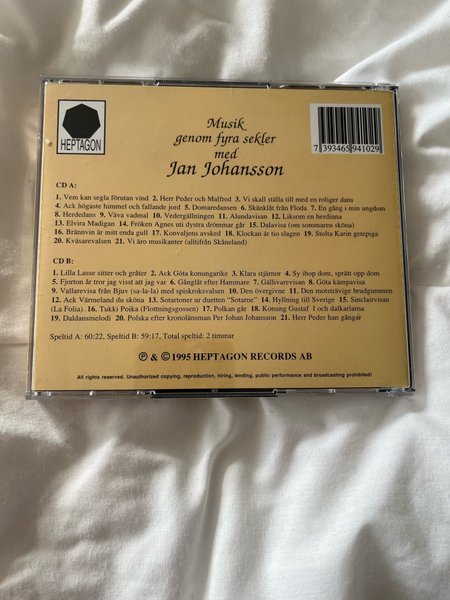 HEPTAGON
Musik
genom fyra sekler
med
Jan Johansson
7393465941029
CD A:
1. Vem kan segla förutan vind 2. Herr Peder och Malfred 3. Vi skall ställa till med en roliger dans
4. Ack högaste himmel och fallande jord 5. Domaredansen 6. Skänklåt från Floda 7. En gång i min ungdom
8. Herdedans 9. Väva vadmal 10. Vedergällningen 11. Alundavisan 12. Liksom en herdinna
13. Elvira Madigan 14. Fröken Agnes uti dystra drömmar går 15. Dalavisa (om sommaren sköna)
16. Brännvin är mitt enda gull 17. Konvaljens avsked 18. Klockan är tio slagen 19. Stolta Karin getepiga
20. Kväsarevalsen 21. Vi äro musikanter (alltifrån Skåneland)
CD B:
1. Lilla Lasse sitter och gråter 2. Ack Göta konungarike 3. Klara stjärnor 4. Sy ihop dom, sprätt opp dom
5. Fjorton år tror jag visst att jag var 6. Gånglåt efter Hammare 7. Gällivarevisan 8. Göta kämpavisa
9. Vallarevisa från Bjuv (sa-la-la) med spiskroksvalsen 10. Den övergivne 11. Den motsträvige brudgummen
12. Ack Värmeland du sköna 13. Sotartoner ur duetten "Sotarne" 14. Hyllning till Sverige 15. Sinclairvisan
(La Folia) 16. Tukki Poika (Flottningsgossen) 17. Polkan går 18. Konung Gustaf I och dalkarlarna
19. Daldansmelodi 20. Polska efter kronolänsman Per Johan Johansson 21. Herr Peder han gångar
Speltid A: 60:22, Speltid B: 59:17, Total speltid: 2 timmar
Ⓟ & © 1995 HEPTAGON RECORDS AB
All rights reserved. Unauthorized copying, reproduction, hiring, lending, public performance and broadcasting prohibited!